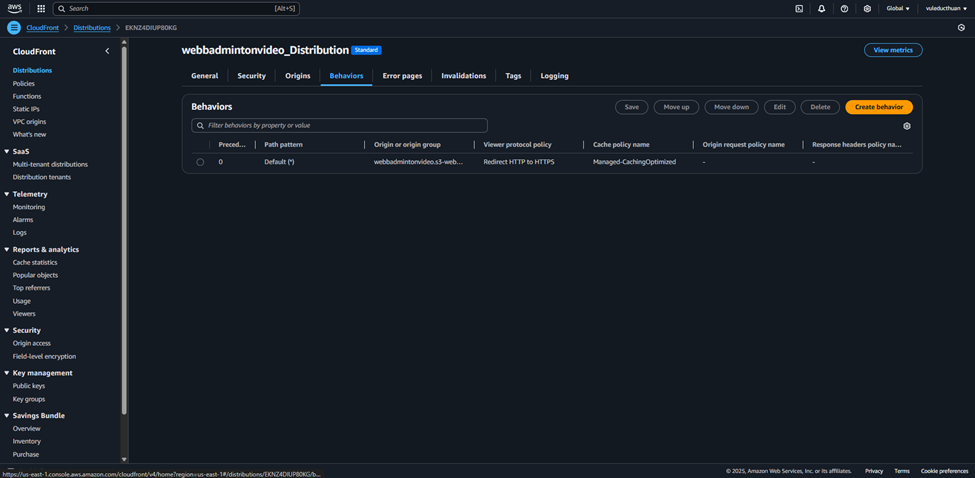 aws Search [Alt+S] Global vuleducthuan
CloudFront Distributions EKNZ4DIUP80KG
CloudFront
Distributions
Policies
Functions
Static IPs
VPC origins
What's new
SaaS
Multi-tenant distributions
Distribution tenants
Telemetry
Monitoring
Alarms
Logs
Reports & analytics
Cache statistics
Popular objects
Top referrers
Usage
Viewers
Security
Origin access
Field-level encryption
Key management
Public keys
Key groups
Savings Bundle
Overview
Inventory
Purchase
webbadmintonvideo_Distribution Standard View metrics
General Security Origins Behaviors Error pages Invalidations Tags Logging
Behaviors Save Move up Move down Edit Delete Create behavior
Filter behaviors by property or value
Preced... Path pattern Origin or origin group Viewer protocol policy Cache policy name Origin request policy name Response headers policy na...
0 Default (*) webbadmintonvideo.s3-web... Redirect HTTP to HTTPS Managed-CachingOptimized - -
https://us-east-1.console.aws.amazon.com/cloudfront/v4/home?region=us-east-1#/distributions/EKNZ4DIUP80KG/b...
© 2025, Amazon Web Services, Inc. or its affiliates. Privacy Terms Cookie preferences